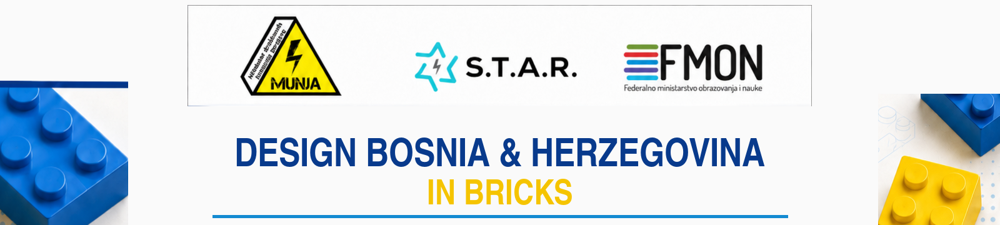 MUNJA
S.T.A.R.
FMON
Federalno ministarstvo obrazovanja i nauke
DESIGN BOSNIA & HERZEGOVINA
IN BRICKS